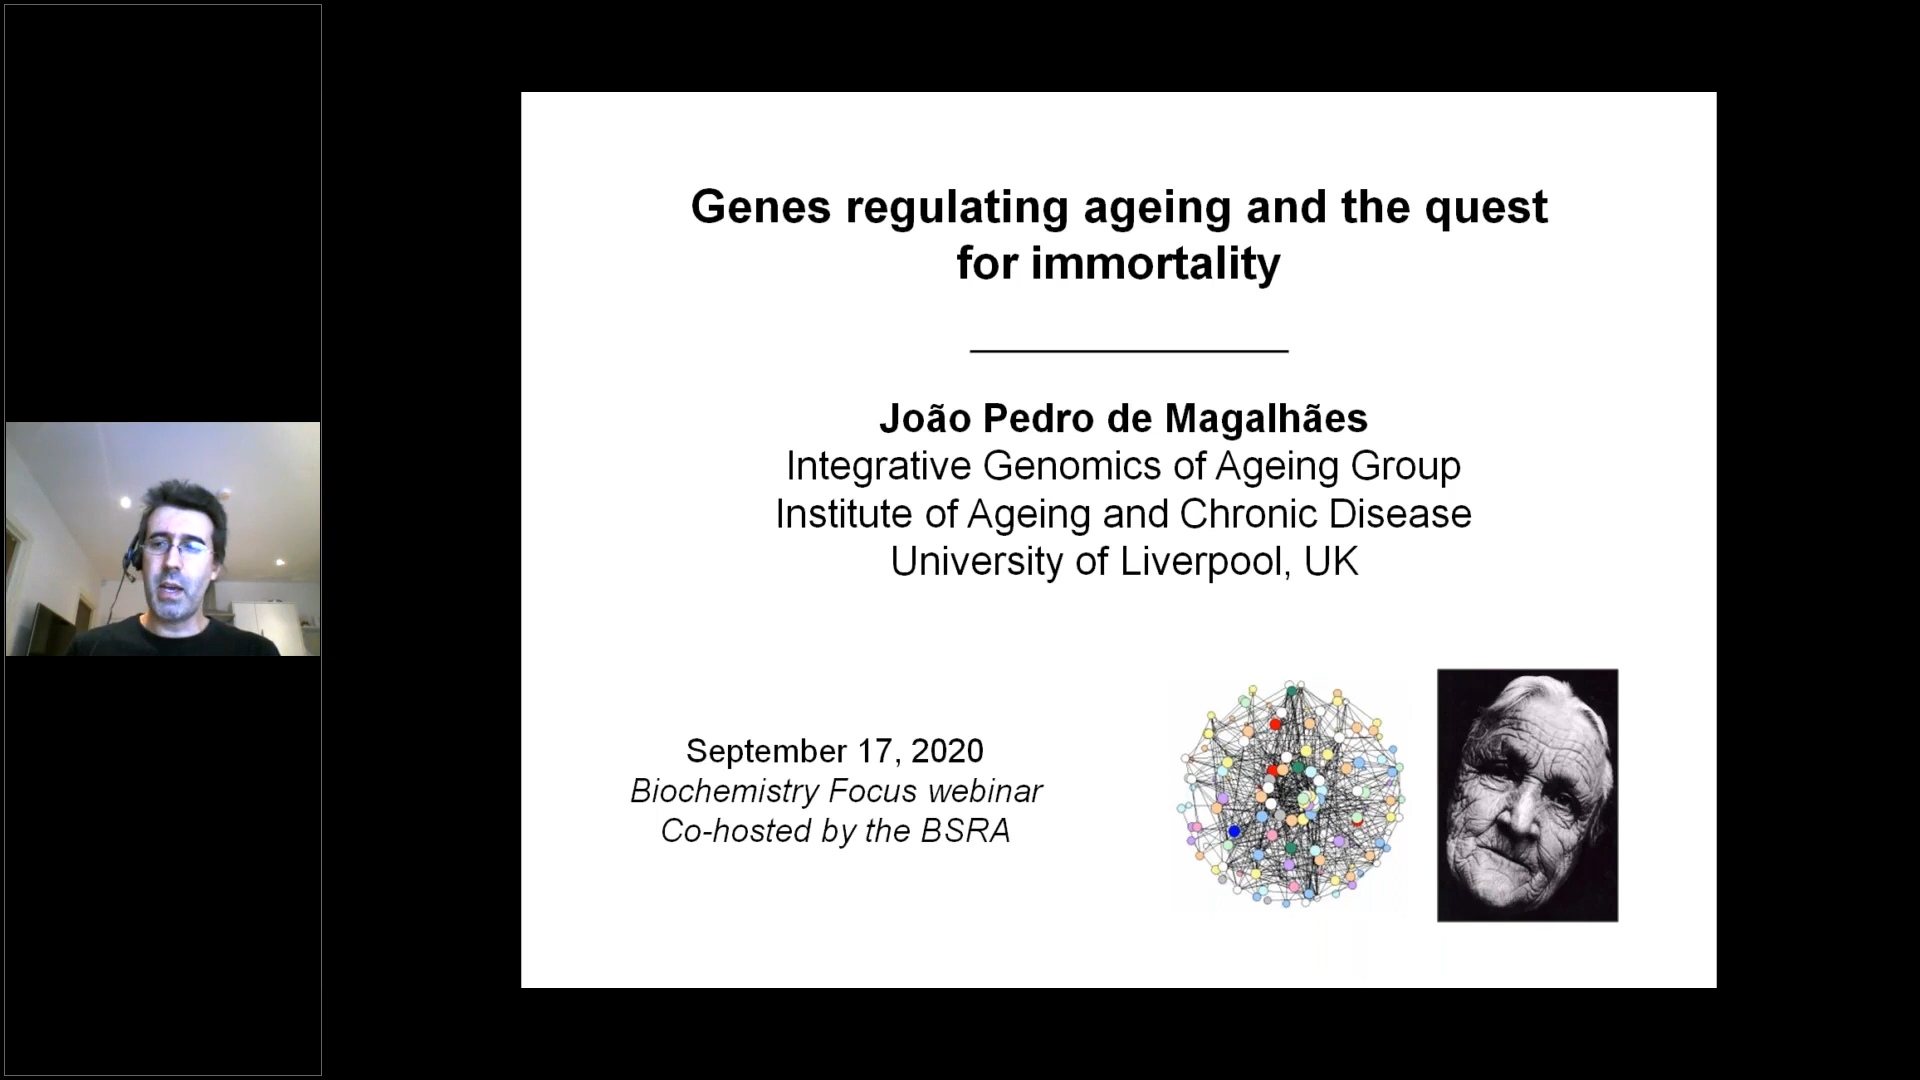 Genes regulating ageing and the quest
for immortality
João Pedro de Magalhães
Integrative Genomics of Ageing Group
Institute of Ageing and Chronic Disease
University of Liverpool, UK
September 17, 2020
Biochemistry Focus webinar
Co-hosted by the BSRA